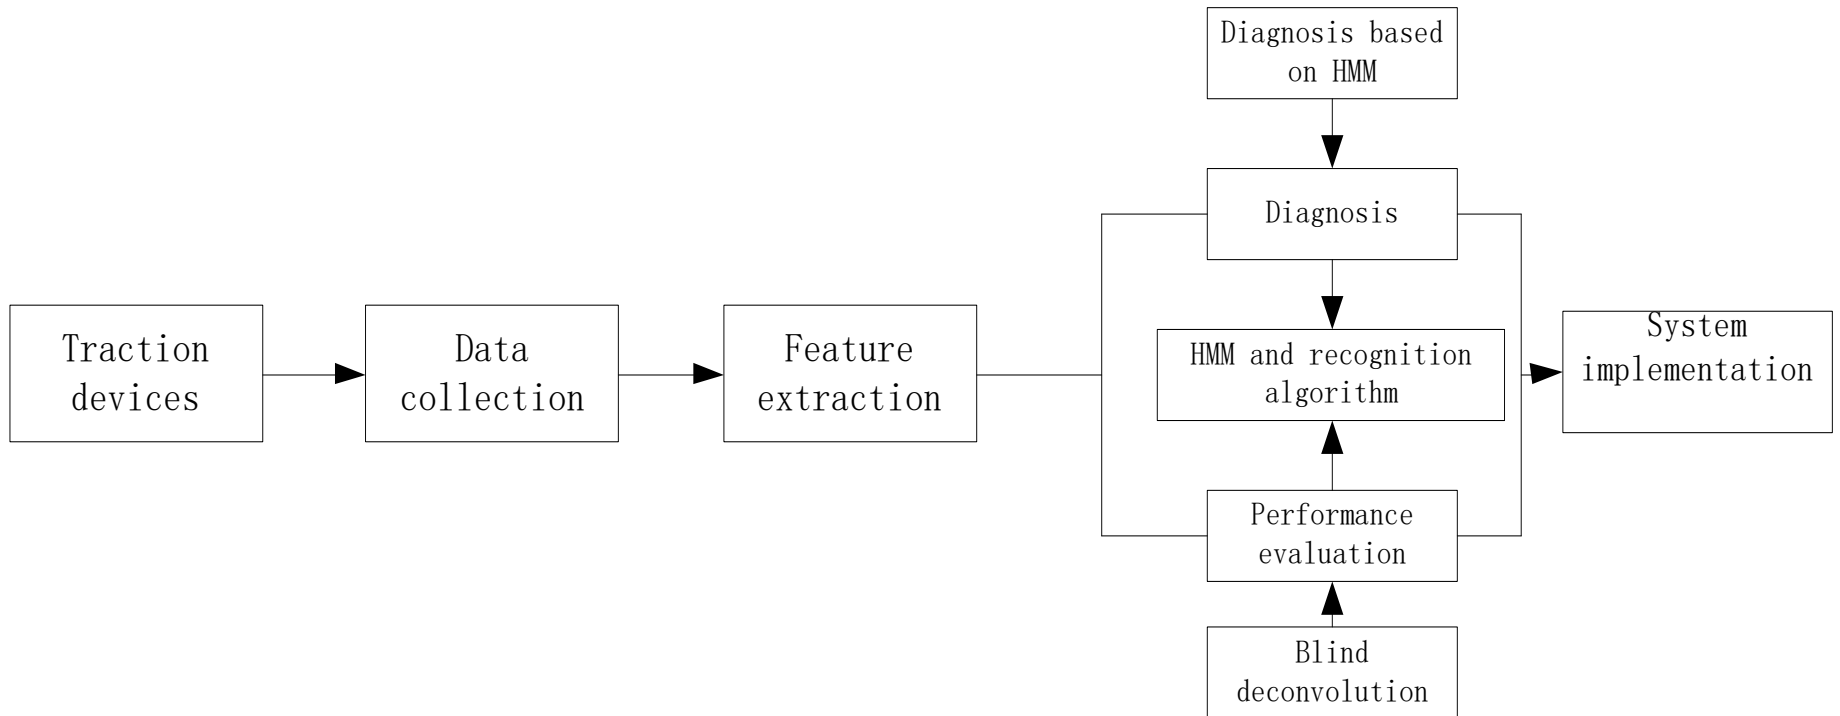 Diagnosis based
on HMM
Diagnosis
Traction
devices
Data
collection
Feature
extraction
HMM and recognition
algorithm
System
implementation
Performance
evaluation
Blind
deconvolution